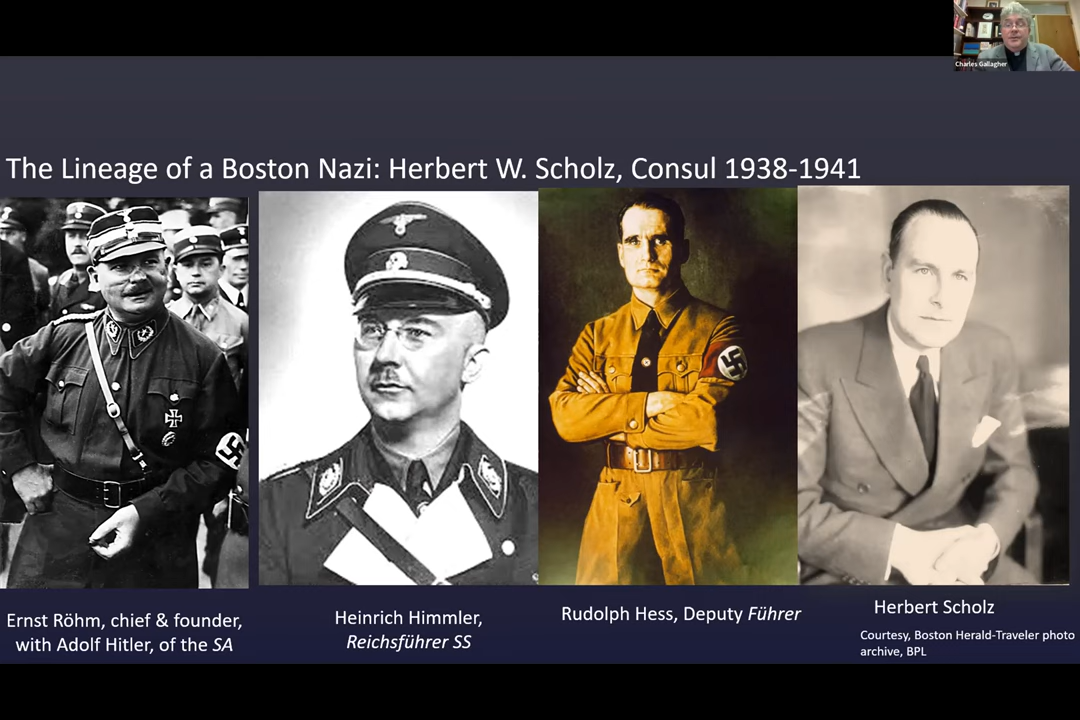 Charles Gallagher
The Lineage of a Boston Nazi: Herbert W. Scholz, Consul 1938-1941
Ernst Röhm, chief & founder,
with Adolf Hitler, of the SA
Heinrich Himmler,
Reichsführer SS
Rudolph Hess, Deputy Führer
Herbert Scholz
Courtesy, Boston Herald-Traveler photo
archive, BPL